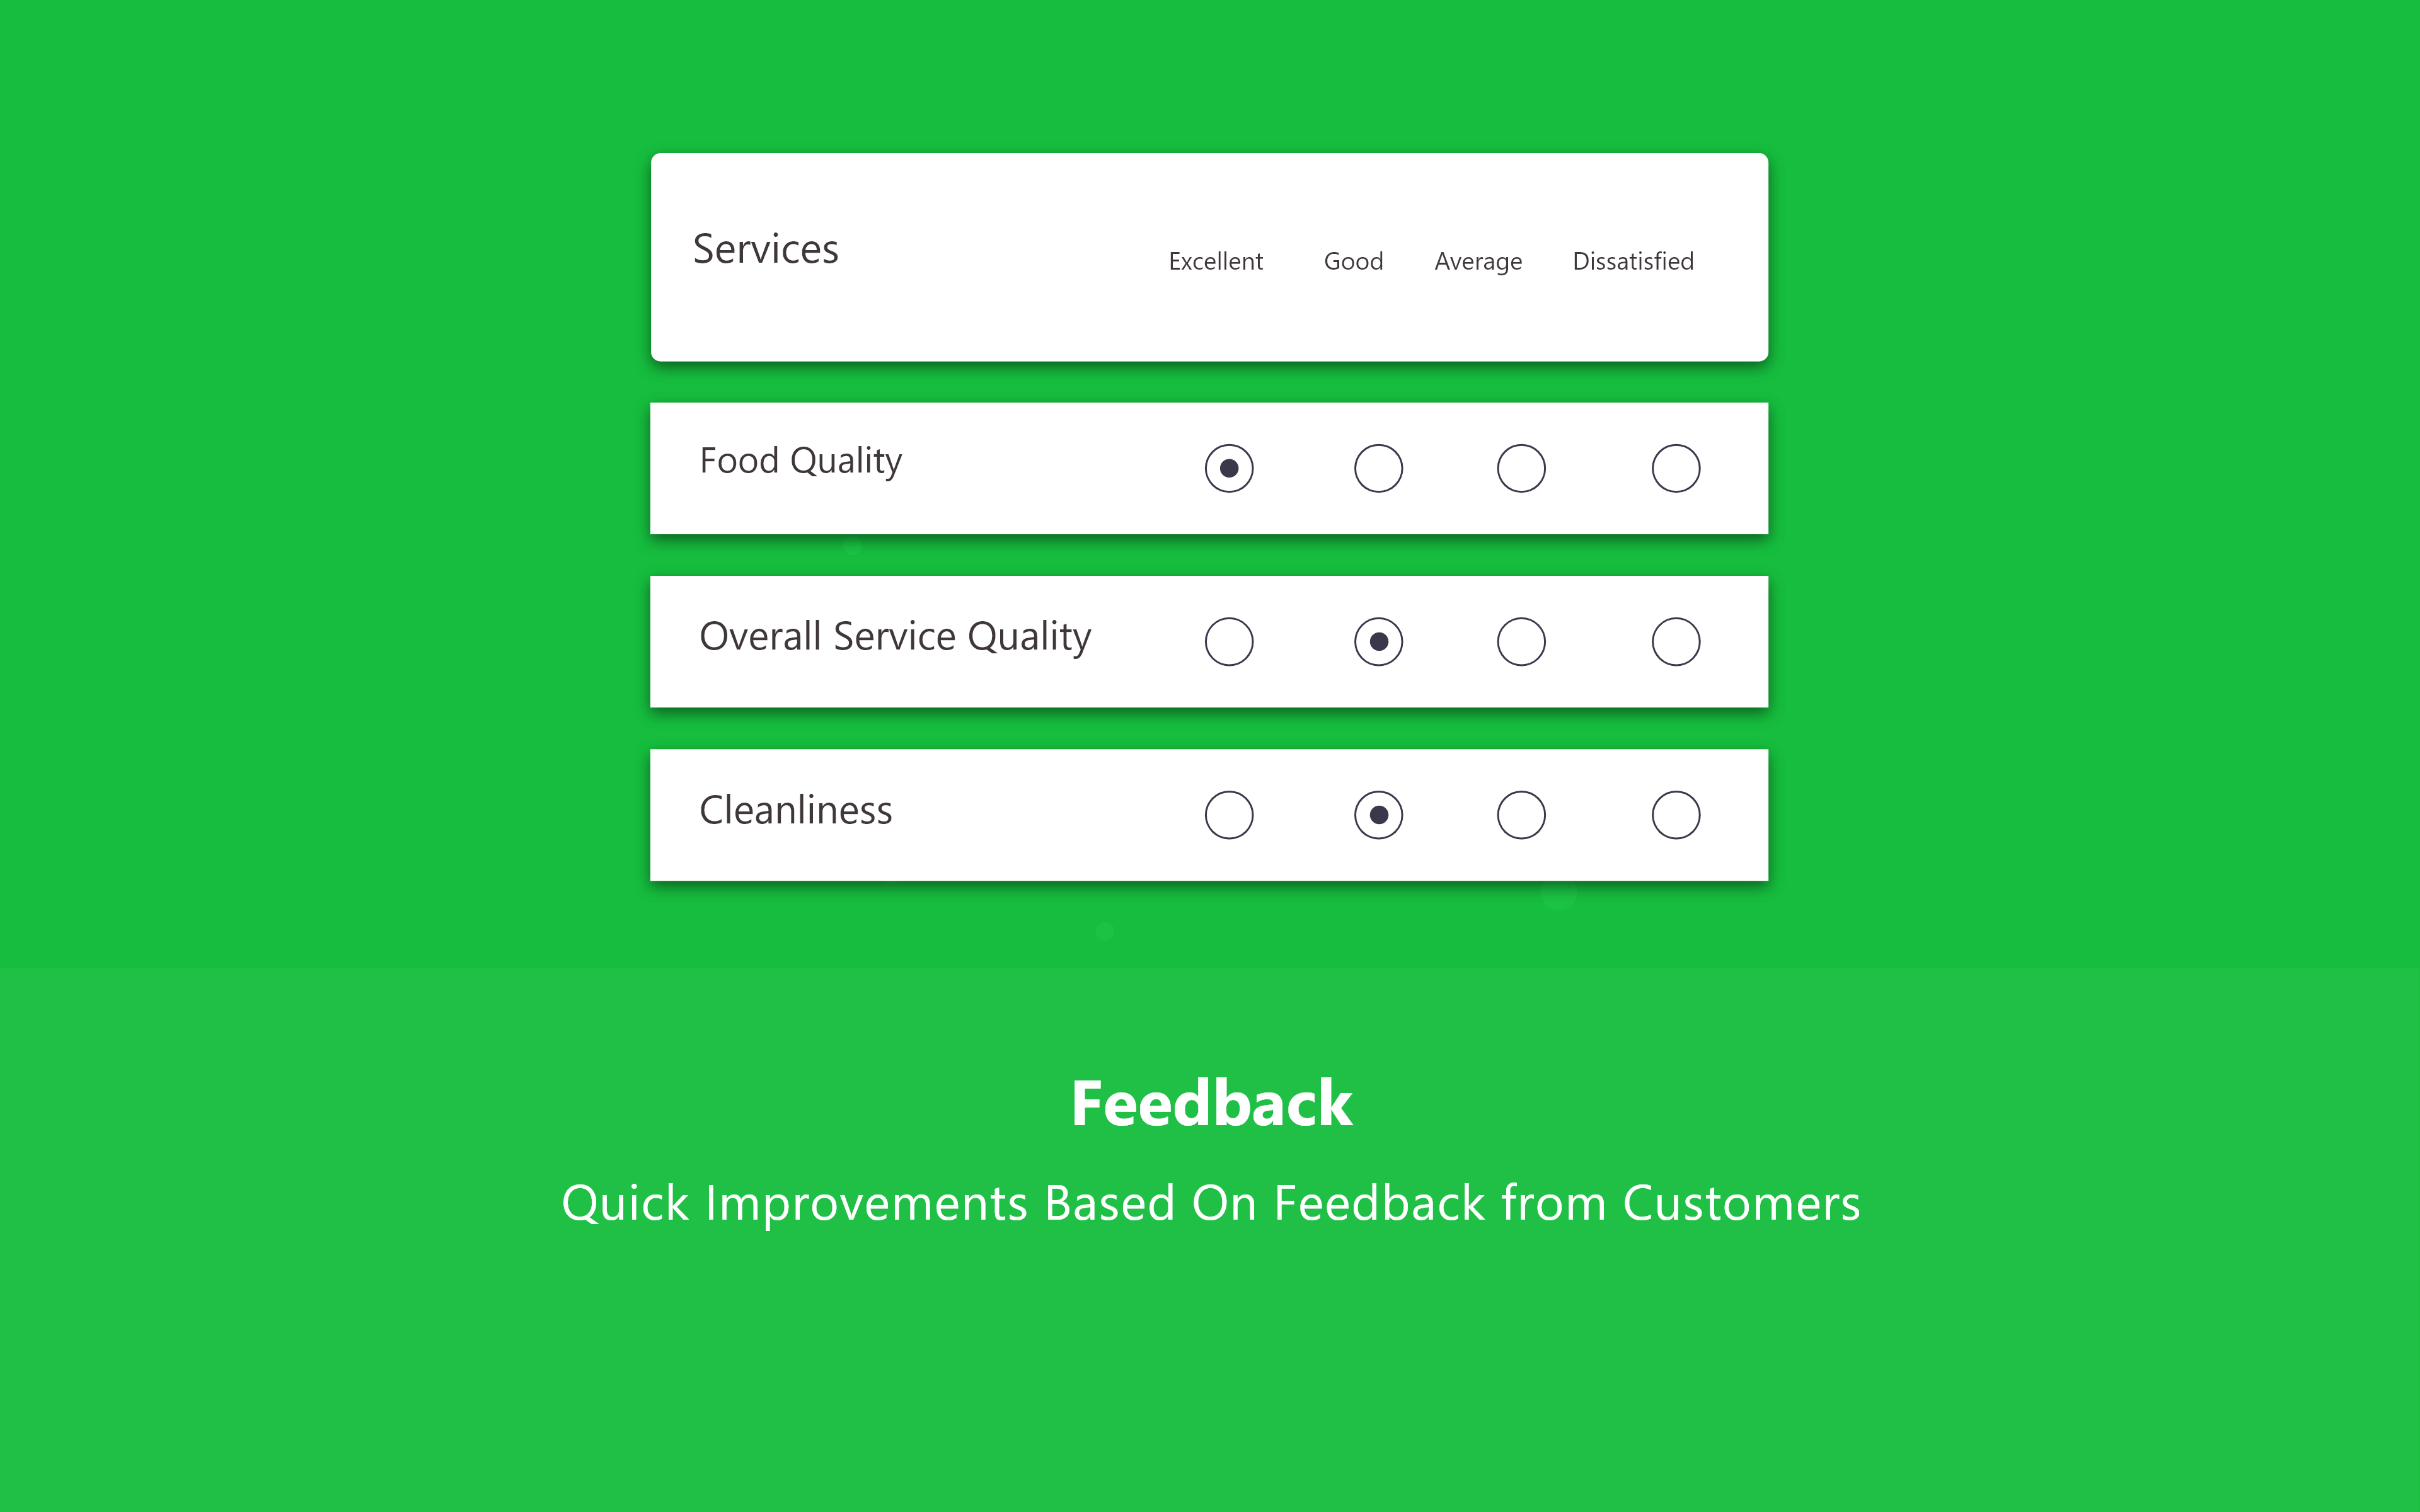 Services Excellent Good Average Dissatisfied
Food Quality
Overall Service Quality
Cleanliness
Feedback
Quick Improvements Based On Feedback from Customers